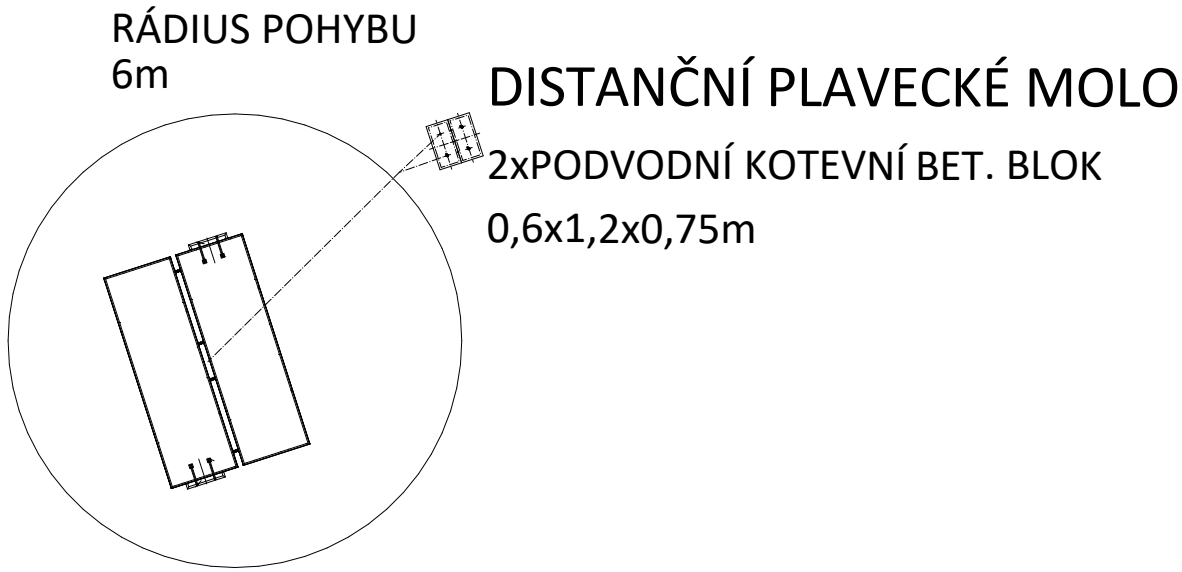 RÁDIUS POHYBU
6m
DISTANČNÍ PLAVECKÉ MOLO
2xPODVODNÍ KOTEVNÍ BET. BLOK
0,6x1,2x0,75m